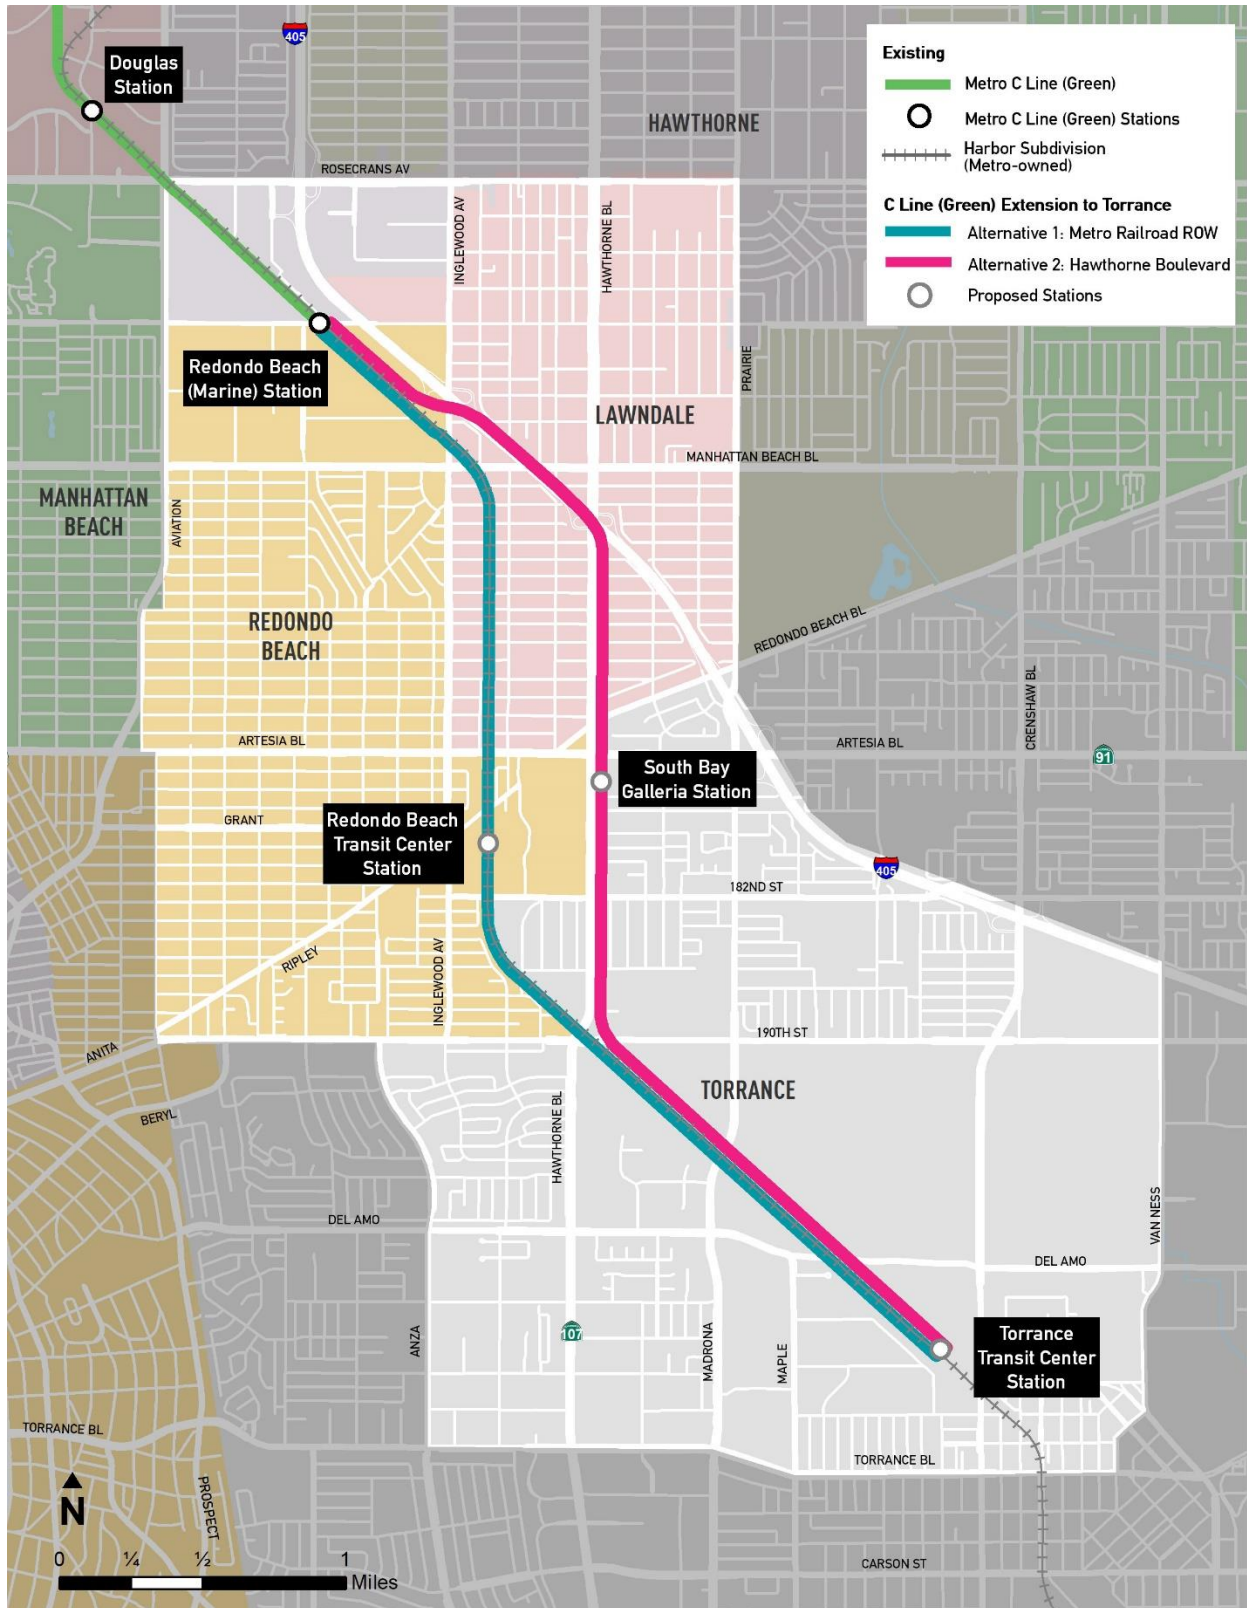 405
Douglas
Station
Existing
Metro C Line (Green)
Metro C Line (Green) Stations
Harbor Subdivision
(Metro-owned)
C Line (Green) Extension to Torrance
Alternative 1: Metro Railroad ROW
Alternative 2: Hawthorne Boulevard
Proposed Stations
HAWTHORNE
ROSECRANS AV
INGLEWOOD AV
HAWTHORNE BL
PRAIRIE
Redondo Beach
(Marine) Station
LAWNDALE
MANHATTAN BEACH BL
MANHATTAN
BEACH
AVIATION
REDONDO
BEACH
REDONDO BEACH BL
CRENSHAW BL
ARTESIA BL
ARTESIA BL
91
South Bay
Galleria Station
GRANT
Redondo Beach
Transit Center
Station
405
182ND ST
RIPLEY
INGLEWOOD AV
190TH ST
ANITA
BERYL
TORRANCE
HAWTHORNE BL
DEL AMO
VAN NESS
DEL AMO
ANZA
107
MADRONA
MAPLE
Torrance
Transit Center
Station
TORRANCE BL
TORRANCE BL
PROSPECT
N
0 ¼ ½ 1
Miles
CARSON ST